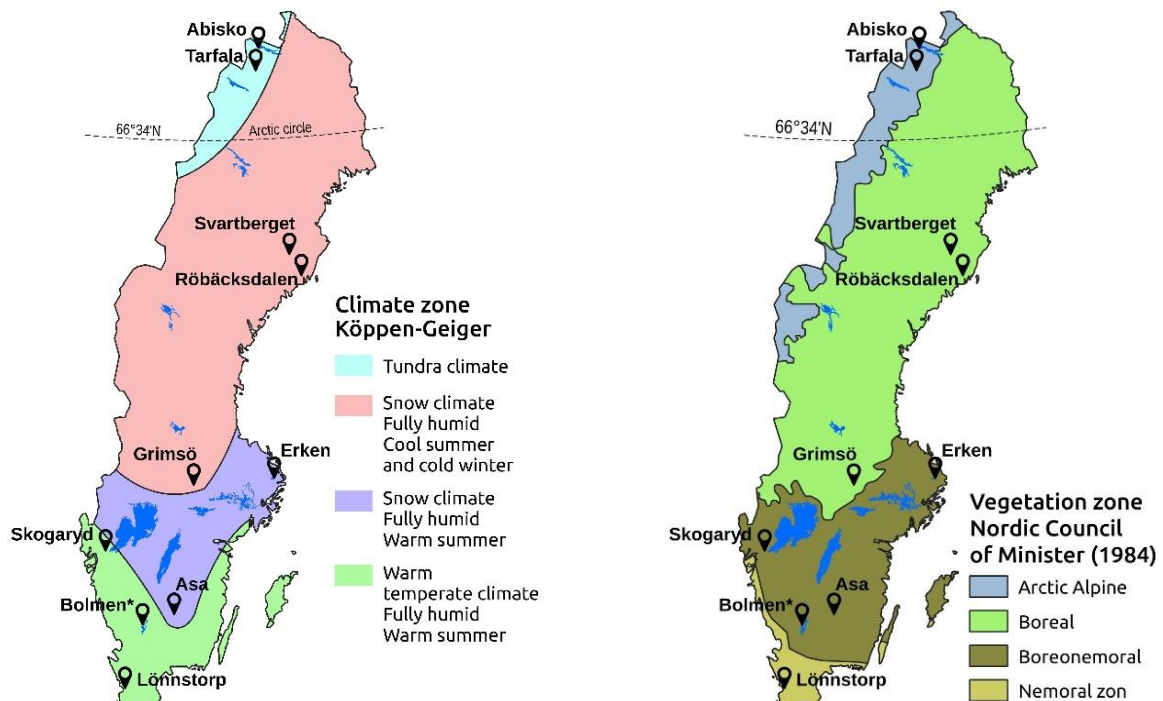 Abisko
Tarfala
66°34'N
Arctic circle
Svartberget
Röbäcksdalen
Grimsö
Erken
Skogaryd
Asa
Bolmen*
Lönnstorp
Climate zone
Köppen-Geiger
Tundra climate
Snow climate
Fully humid
Cool summer
and cold winter
Snow climate
Fully humid
Warm summer
Warm
temperate climate
Fully humid
Warm summer
Abisko
Tarfala
66°34'N
Svartberget
Röbäcksdalen
Grimsö
Erken
Skogaryd
Asa
Bolmen*
Lönnstorp
Vegetation zone
Nordic Council
of Minister (1984)
Arctic Alpine
Boreal
Boreonemoral
Nemoral zon